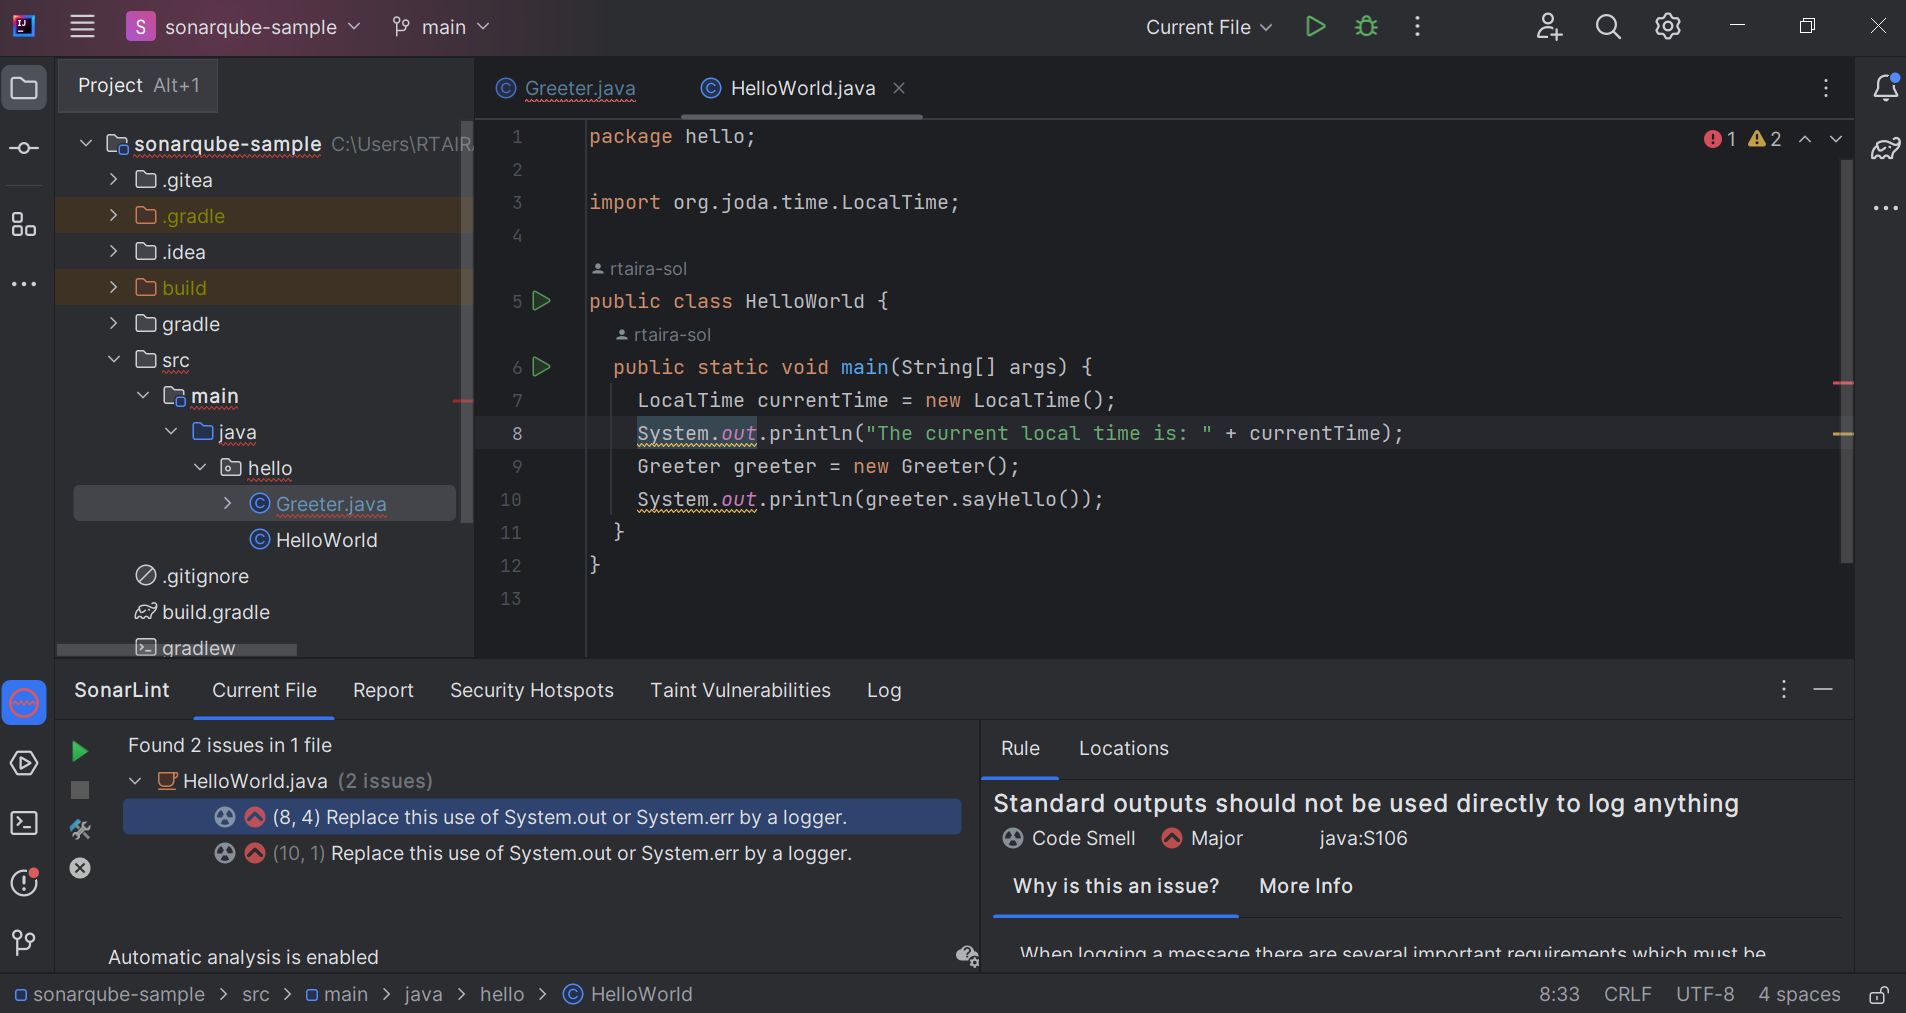 S sonarqube-sample main Current File
Project Alt+1
Greeter.java HelloWorld.java
sonarqube-sample C:\Users\RTAIRA
.gitea
.gradle
.idea
build
gradle
src
main
java
hello
Greeter.java
HelloWorld
.gitignore
build.gradle
gradlew
1 package hello;
2
3 import org.joda.time.LocalTime;
4
rtaira-sol
5 public class HelloWorld {
rtaira-sol
6 public static void main(String[] args) {
7 LocalTime currentTime = new LocalTime();
8 System.out.println("The current local time is: " + currentTime);
9 Greeter greeter = new Greeter();
10 System.out.println(greeter.sayHello());
11 }
12 }
13
1 2
SonarLint Current File Report Security Hotspots Taint Vulnerabilities Log
Found 2 issues in 1 file
HelloWorld.java (2 issues)
(8, 4) Replace this use of System.out or System.err by a logger.
(10, 1) Replace this use of System.out or System.err by a logger.
Automatic analysis is enabled
Rule Locations
Standard outputs should not be used directly to log anything
Code Smell Major java:S106
Why is this an issue? More Info
When logging a message there are several important requirements which must be
sonarqube-sample > src > main > java > hello > HelloWorld
8:33 CRLF UTF-8 4 spaces